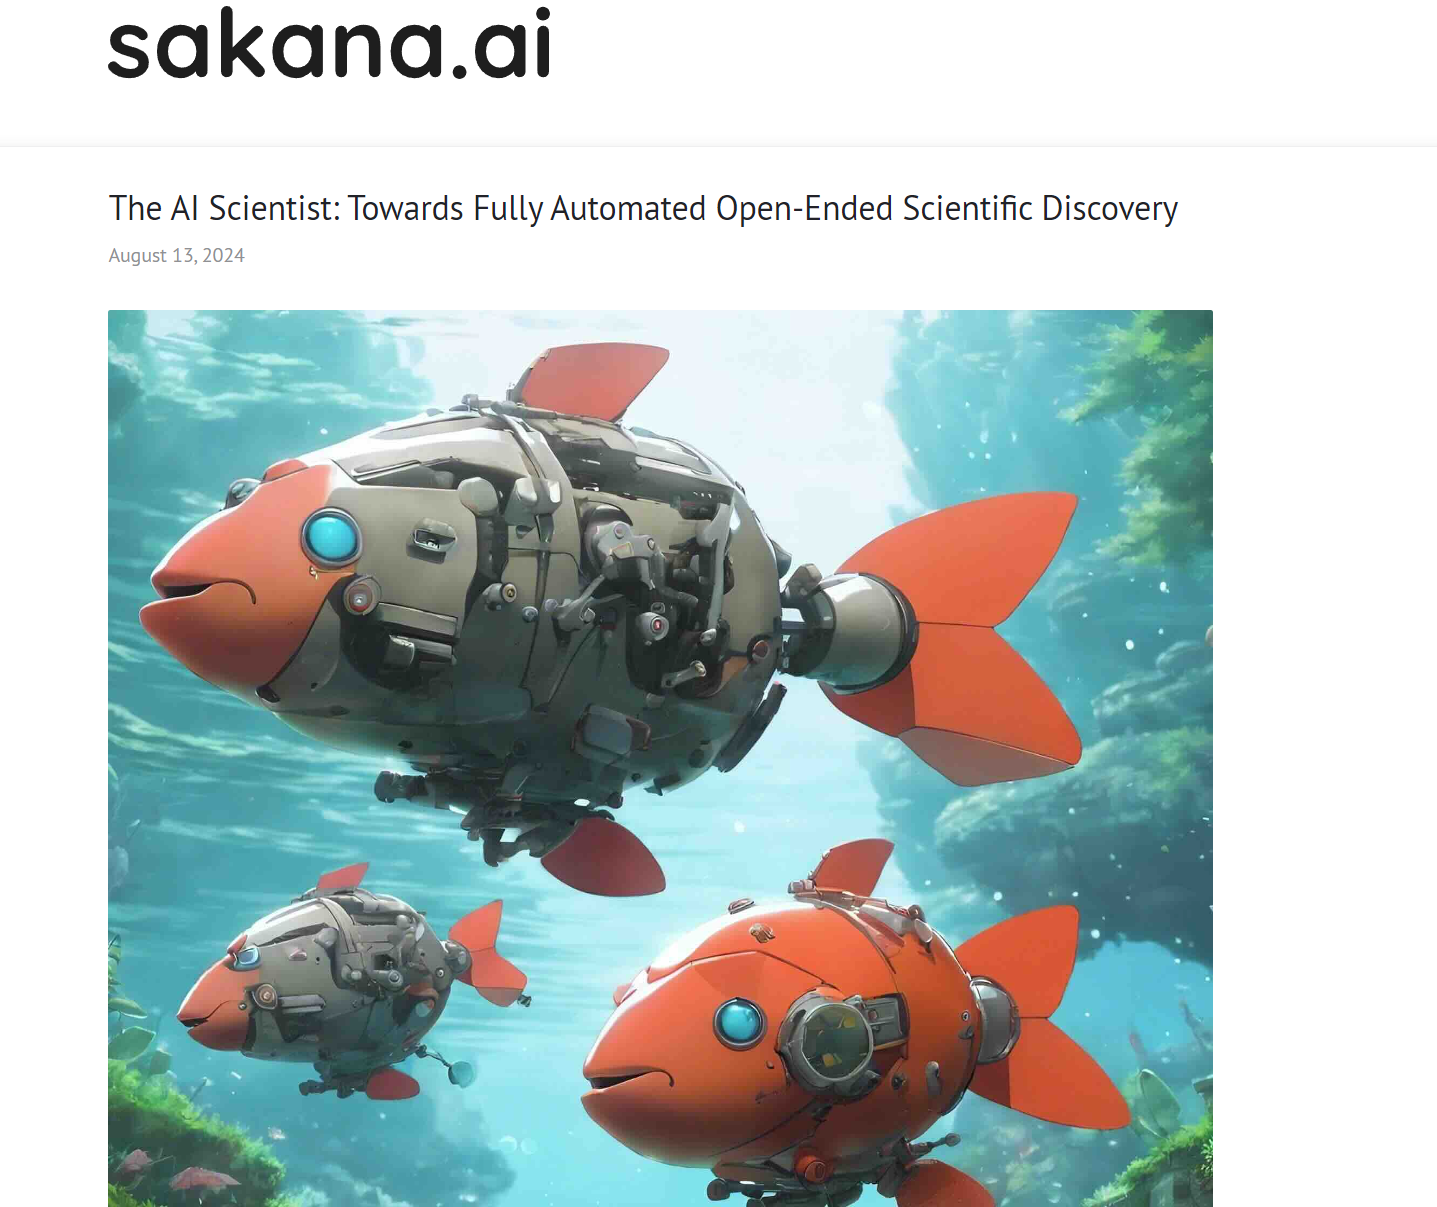 sakana.ai
The AI Scientist: Towards Fully Automated Open-Ended Scientific Discovery
August 13, 2024